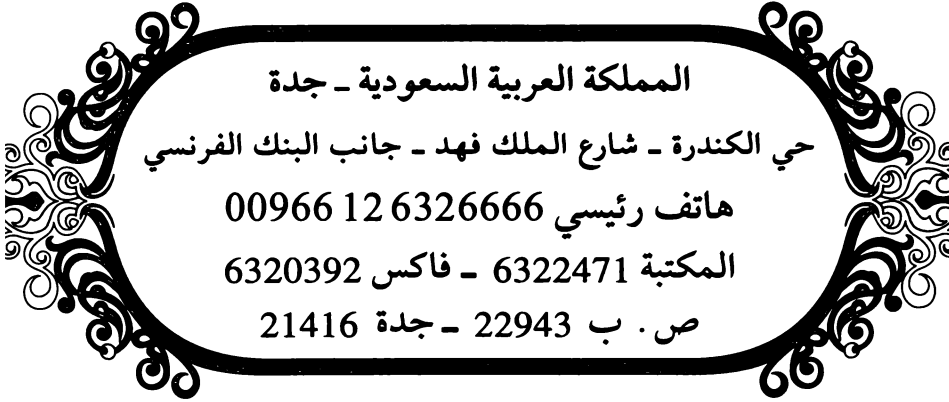 المملكة العربية السعودية ـ جدة
حي الكندرة ـ شارع الملك فهد ـ جانب البنك الفرنسي
هاتف رئيسي 6326666 12 00966
المكتبة 6322471 ـ فاكس 6320392
ص . ب 22943 ـ جدة 21416